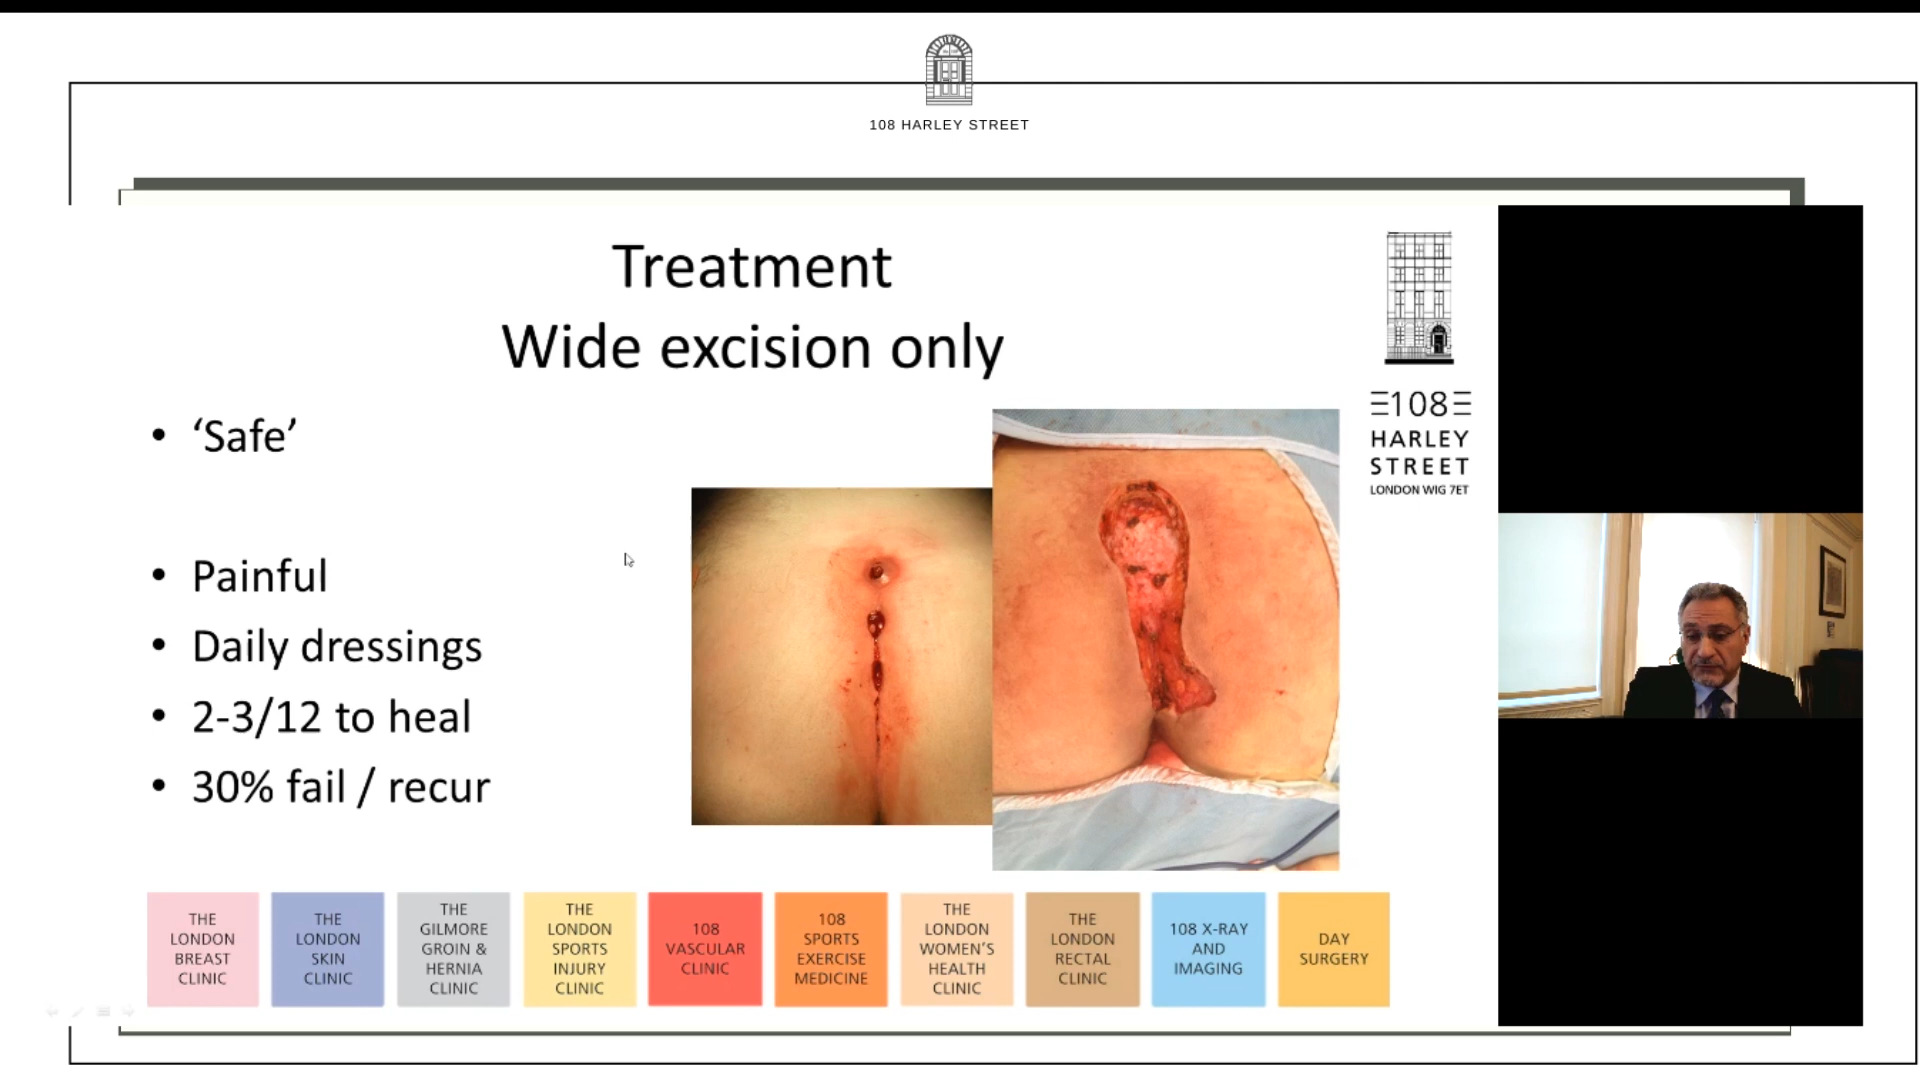 108 HARLEY STREET
Treatment
Wide excision only
• ‘Safe’
• Painful
• Daily dressings
• 2-3/12 to heal
• 30% fail / recur
108
HARLEY
STREET
LONDON W1G 7ET
THE
LONDON
BREAST
CLINIC
THE
LONDON
SKIN
CLINIC
THE
GILMORE
GROIN &
HERNIA
CLINIC
THE
LONDON
SPORTS
INJURY
CLINIC
108
VASCULAR
CLINIC
108
SPORTS
EXERCISE
MEDICINE
THE
LONDON
WOMEN’S
HEALTH
CLINIC
THE
LONDON
RECTAL
CLINIC
108 X-RAY
AND
IMAGING
DAY
SURGERY